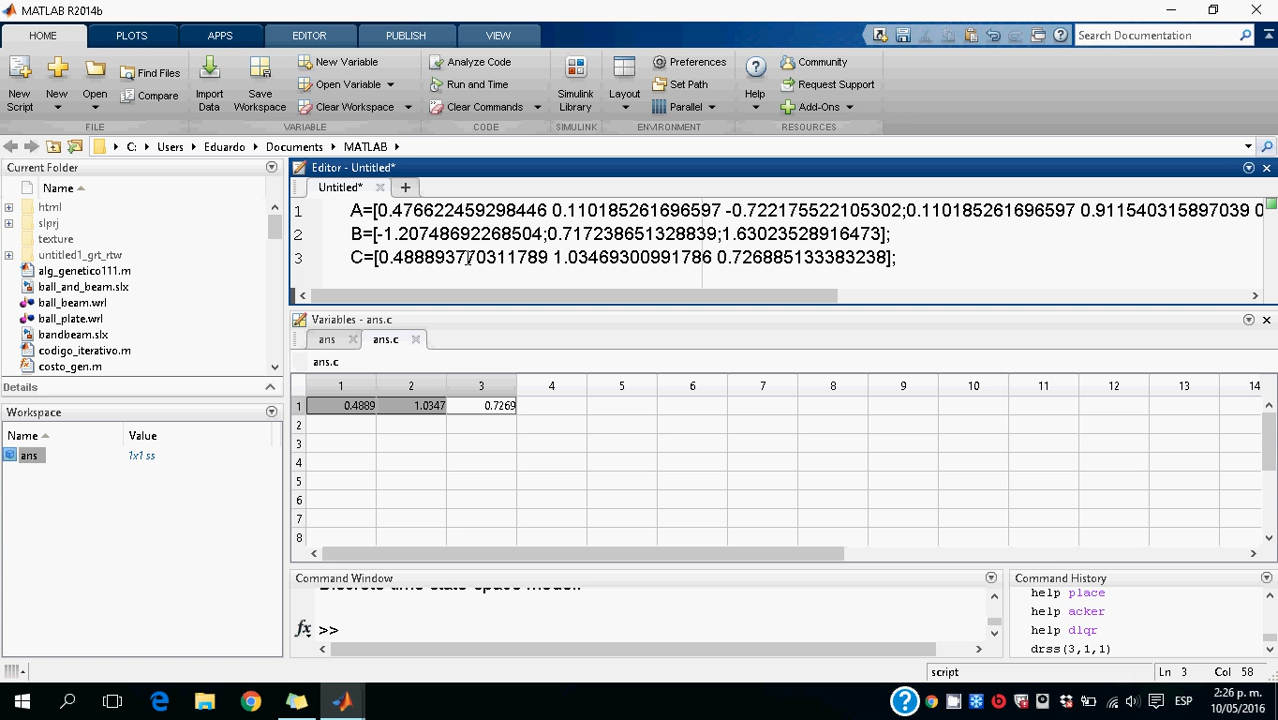 MATLAB R2014b
HOME PLOTS APPS EDITOR PUBLISH VIEW Search Documentation
New Script New Open Find Files Compare Import Data Save Workspace New Variable Open Variable Clear Workspace Analyze Code Run and Time Clear Commands Simulink Library Layout Preferences Set Path Parallel Help Community Request Support Add-Ons
FILE VARIABLE CODE SIMULINK ENVIRONMENT RESOURCES
C: Users Eduardo Documents MATLAB
Current Folder
Name
html
slprj
texture
untitled1_grt_rtw
alg_genetico111.m
ball_and_beam.slx
ball_beam.wrl
ball_plate.wrl
bandbeam.slx
codigo_iterativo.m
costo_gen.m
Details
Workspace
Name Value
ans 1x1 ss
Editor - Untitled*
Untitled*
1 A=[0.476622459298446 0.110185261696597 -0.722175522105302;0.110185261696597 0.911540315897039 0
2 B=[-1.20748692268504;0.717238651328839;1.63023528916473];
3 C=[0.488893770311789 1.03469300991786 0.726885133383238];
Variables - ans.c
ans ans.c
ans.c
1 2 3 4 5 6 7 8 9 10 11 12 13 14
1 0.4889 1.0347 0.7269
2
3
4
5
6
7
8
Command Window
Discrete-time state-space model.
fx >>
Command History
help place
help acker
help dlqr
drss(3,1,1)
script Ln 3 Col 58
ESP 2:26 p. m.
10/05/2016